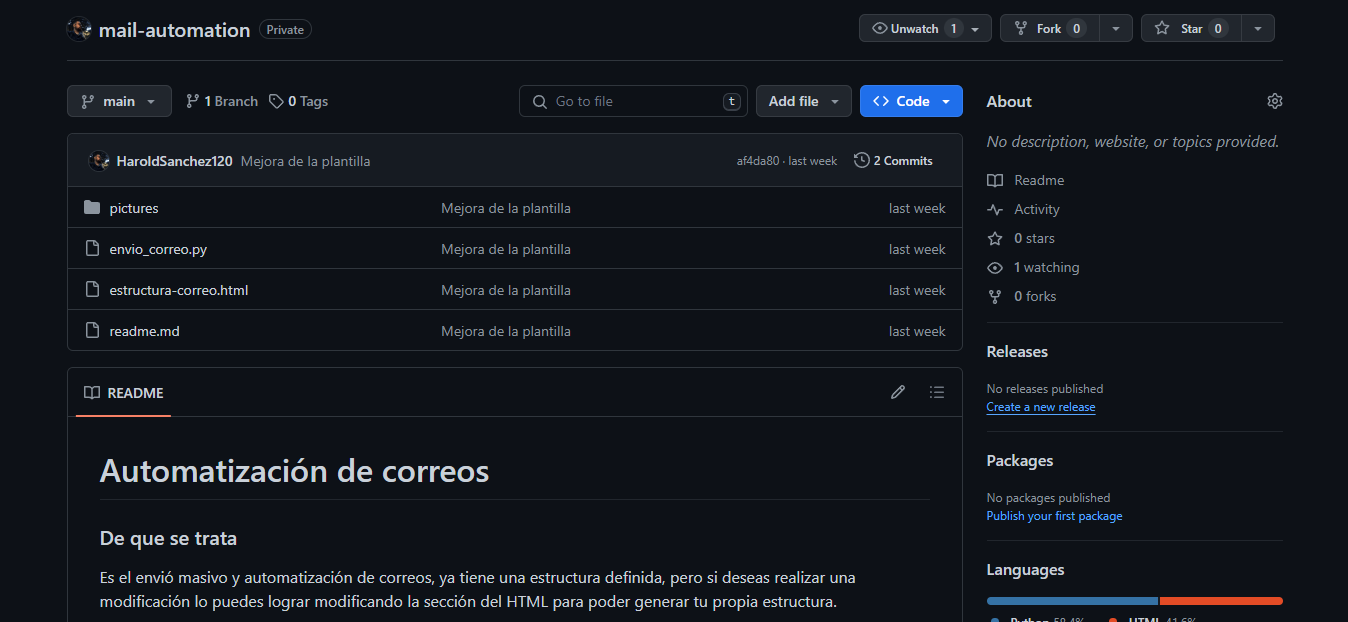 mail-automation Private Unwatch 1 Fork 0 Star 0
main 1 Branch 0 Tags Go to file t Add file Code
HaroldSanchez120 Mejora de la plantilla af4da80 · last week 2 Commits
pictures Mejora de la plantilla last week
envio_correo.py Mejora de la plantilla last week
estructura-correo.html Mejora de la plantilla last week
readme.md Mejora de la plantilla last week
README
Automatización de correos
De que se trata
Es el envió masivo y automatización de correos, ya tiene una estructura definida, pero si deseas realizar una
modificación lo puedes lograr modificando la sección del HTML para poder generar tu propia estructura.
About
No description, website, or topics provided.
Readme
Activity
0 stars
1 watching
0 forks
Releases
No releases published
Create a new release
Packages
No packages published
Publish your first package
Languages
Python 58.4% HTML 41.6%